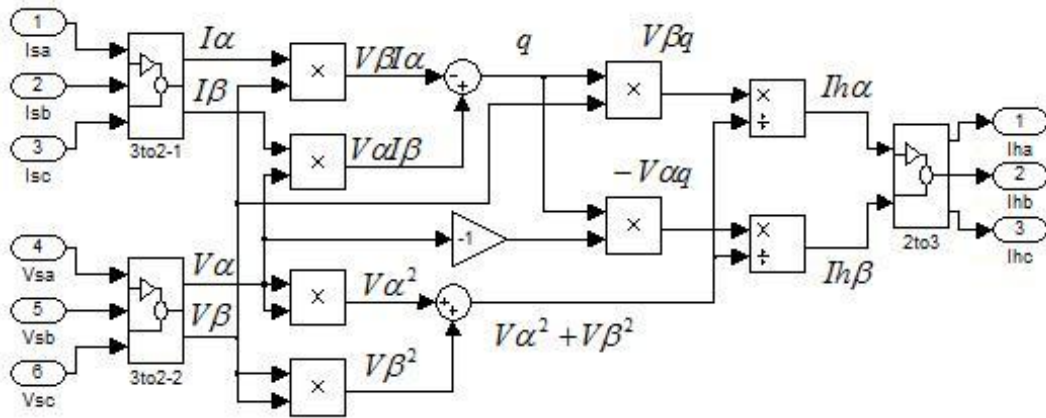 1
Isa
2
Isb
3
Isc
3to2-1
Iα
Iβ
×
VβIα
×
VαIβ
-
+
q
Vβq
×
-Vαq
×
-1
×
÷
Ihα
×
÷
Ihβ
2to3
1
Iha
2
Ihb
3
Ihc
4
Vsa
5
Vsb
6
Vsc
3to2-2
Vα
Vβ
×
Vα²
×
Vβ²
+
+
Vα² +Vβ²